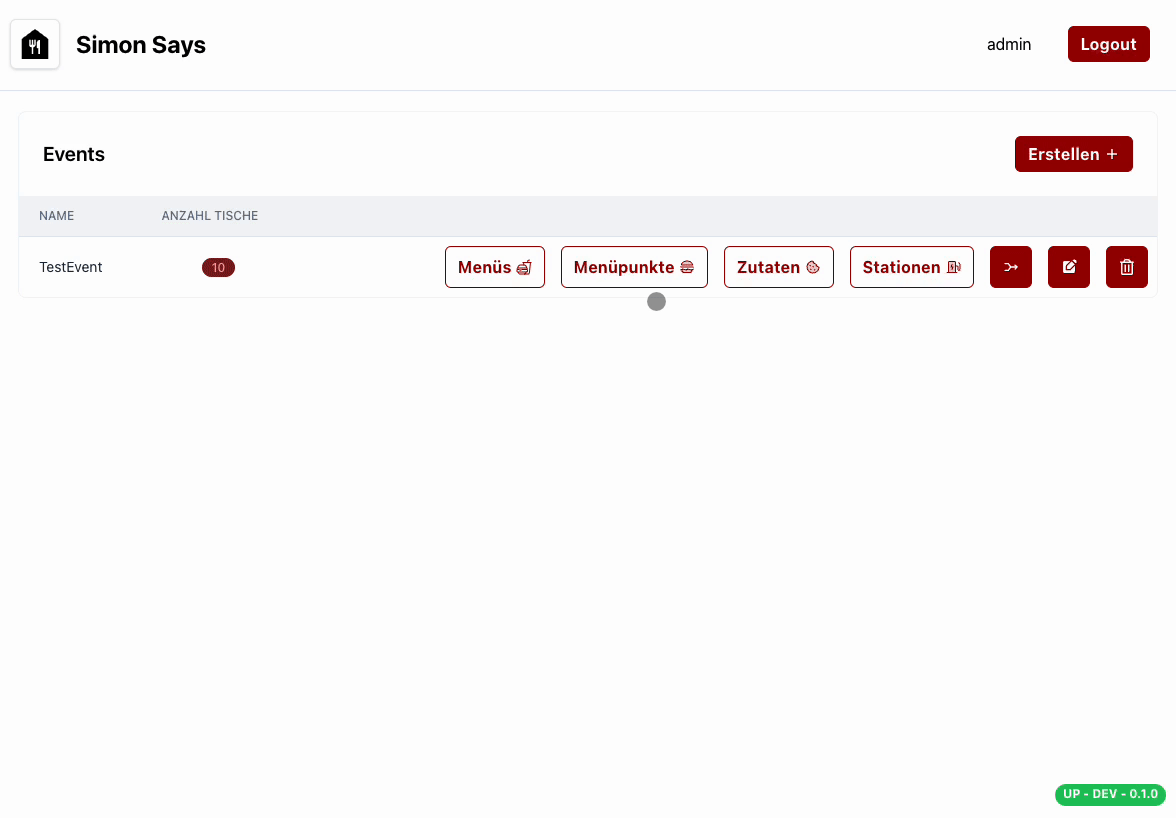 Simon Says
admin
Logout
Events
Erstellen +
NAME
ANZAHL TISCHE
TestEvent
10
Menüs
Menüpunkte
Zutaten
Stationen
UP - DEV - 0.1.0